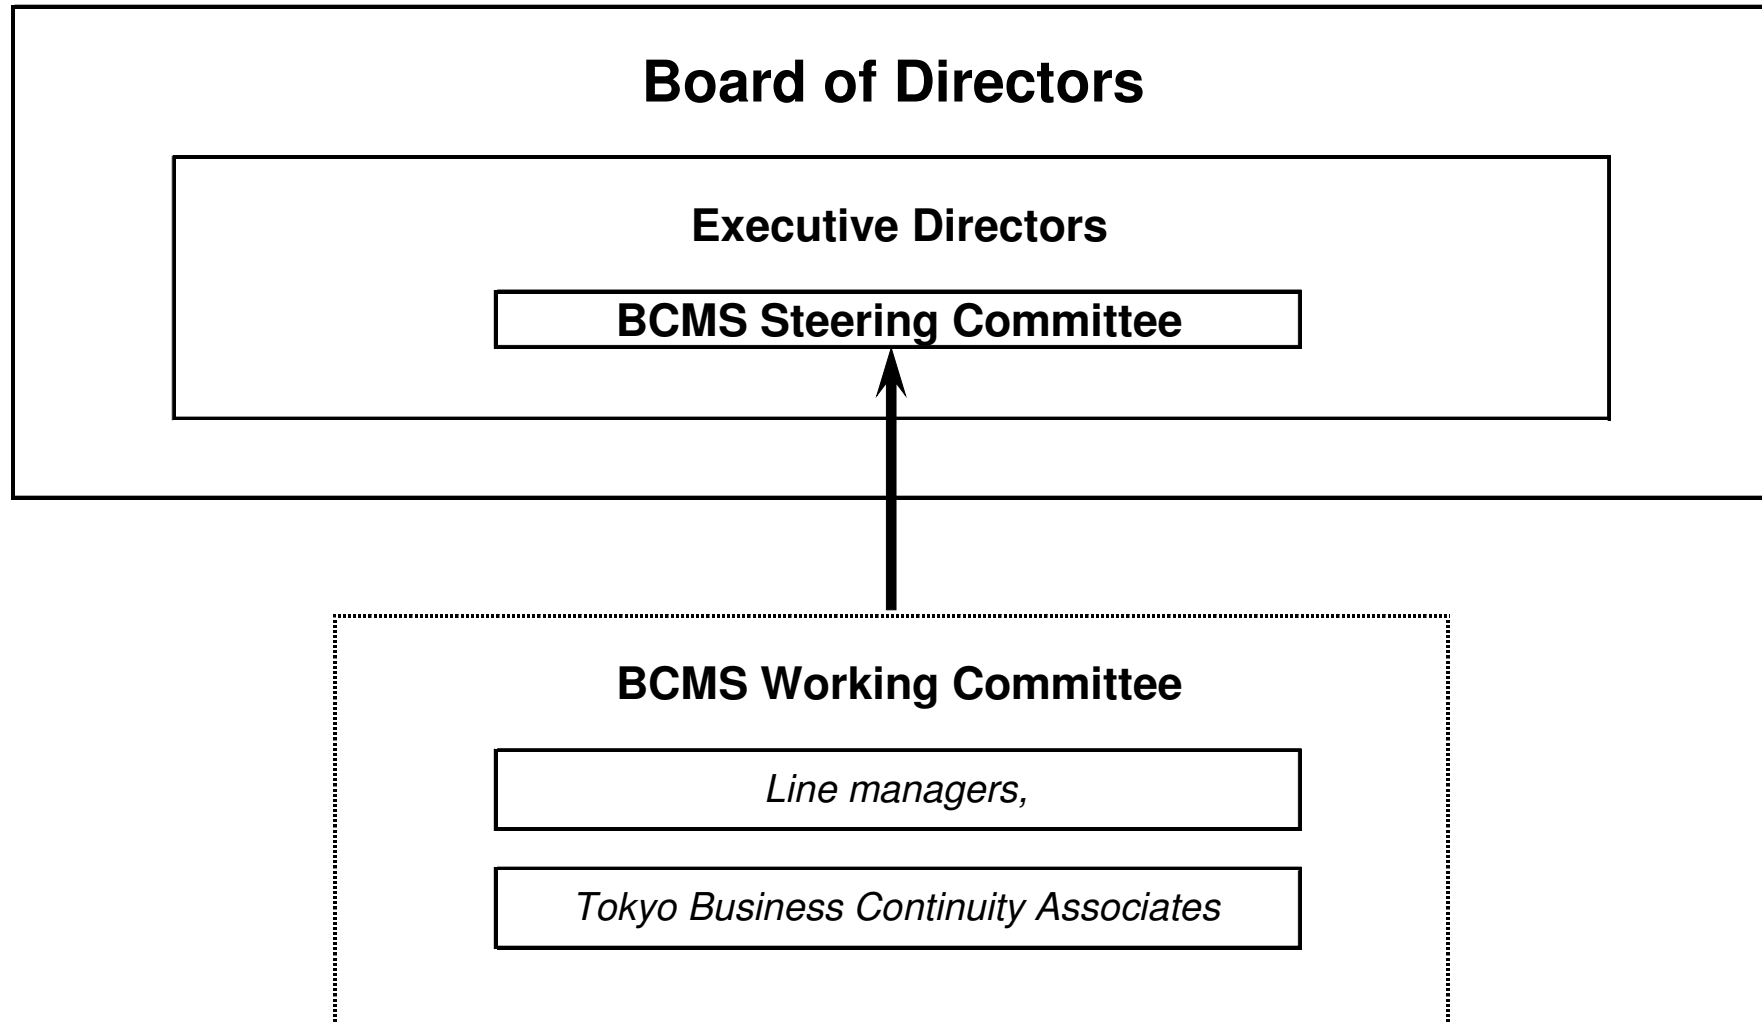 Board of Directors
Executive Directors
BCMS Steering Committee
BCMS Working Committee
Line managers,
Tokyo Business Continuity Associates